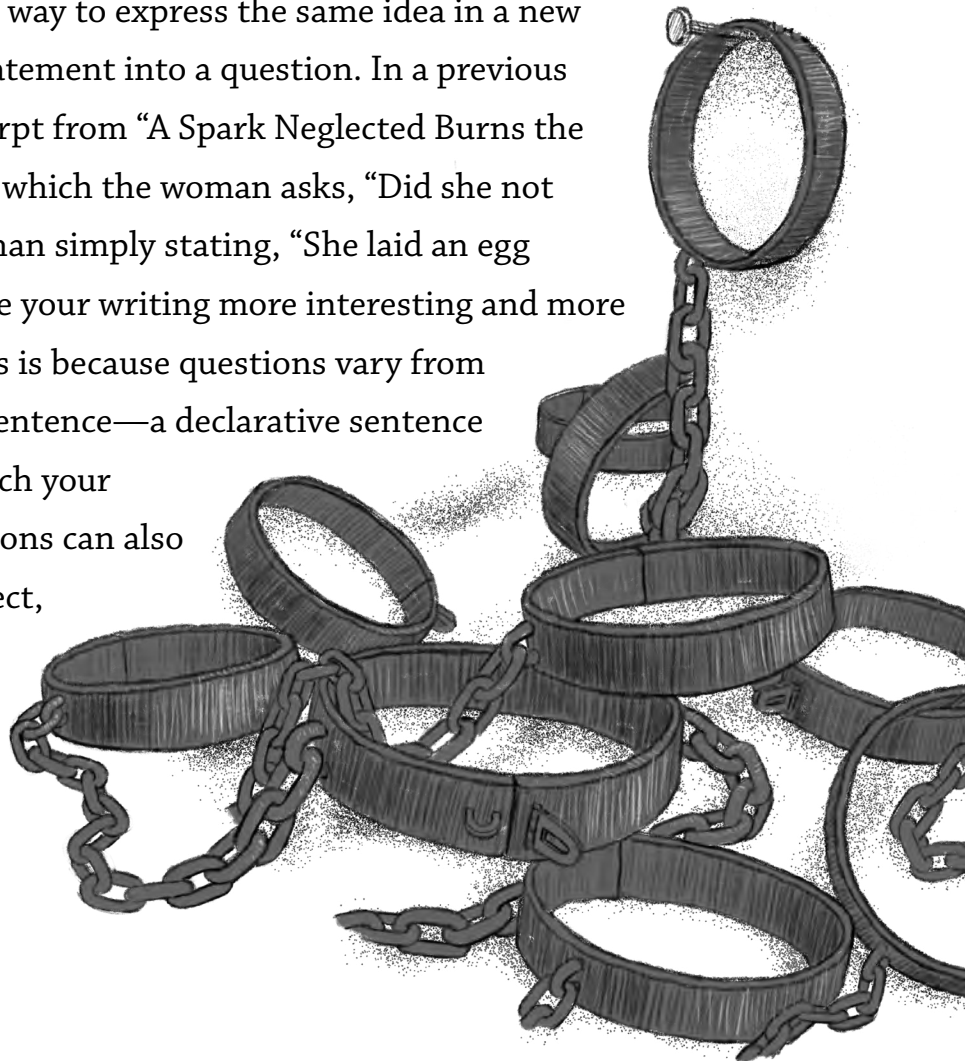 way to express the same idea in a new
atement into a question. In a previous
rpt from “A Spark Neglected Burns the
which the woman asks, “Did she not
nan simply stating, “She laid an egg
e your writing more interesting and more
s is because questions vary from
entence—a declarative sentence
ch your
ons can also
ect,